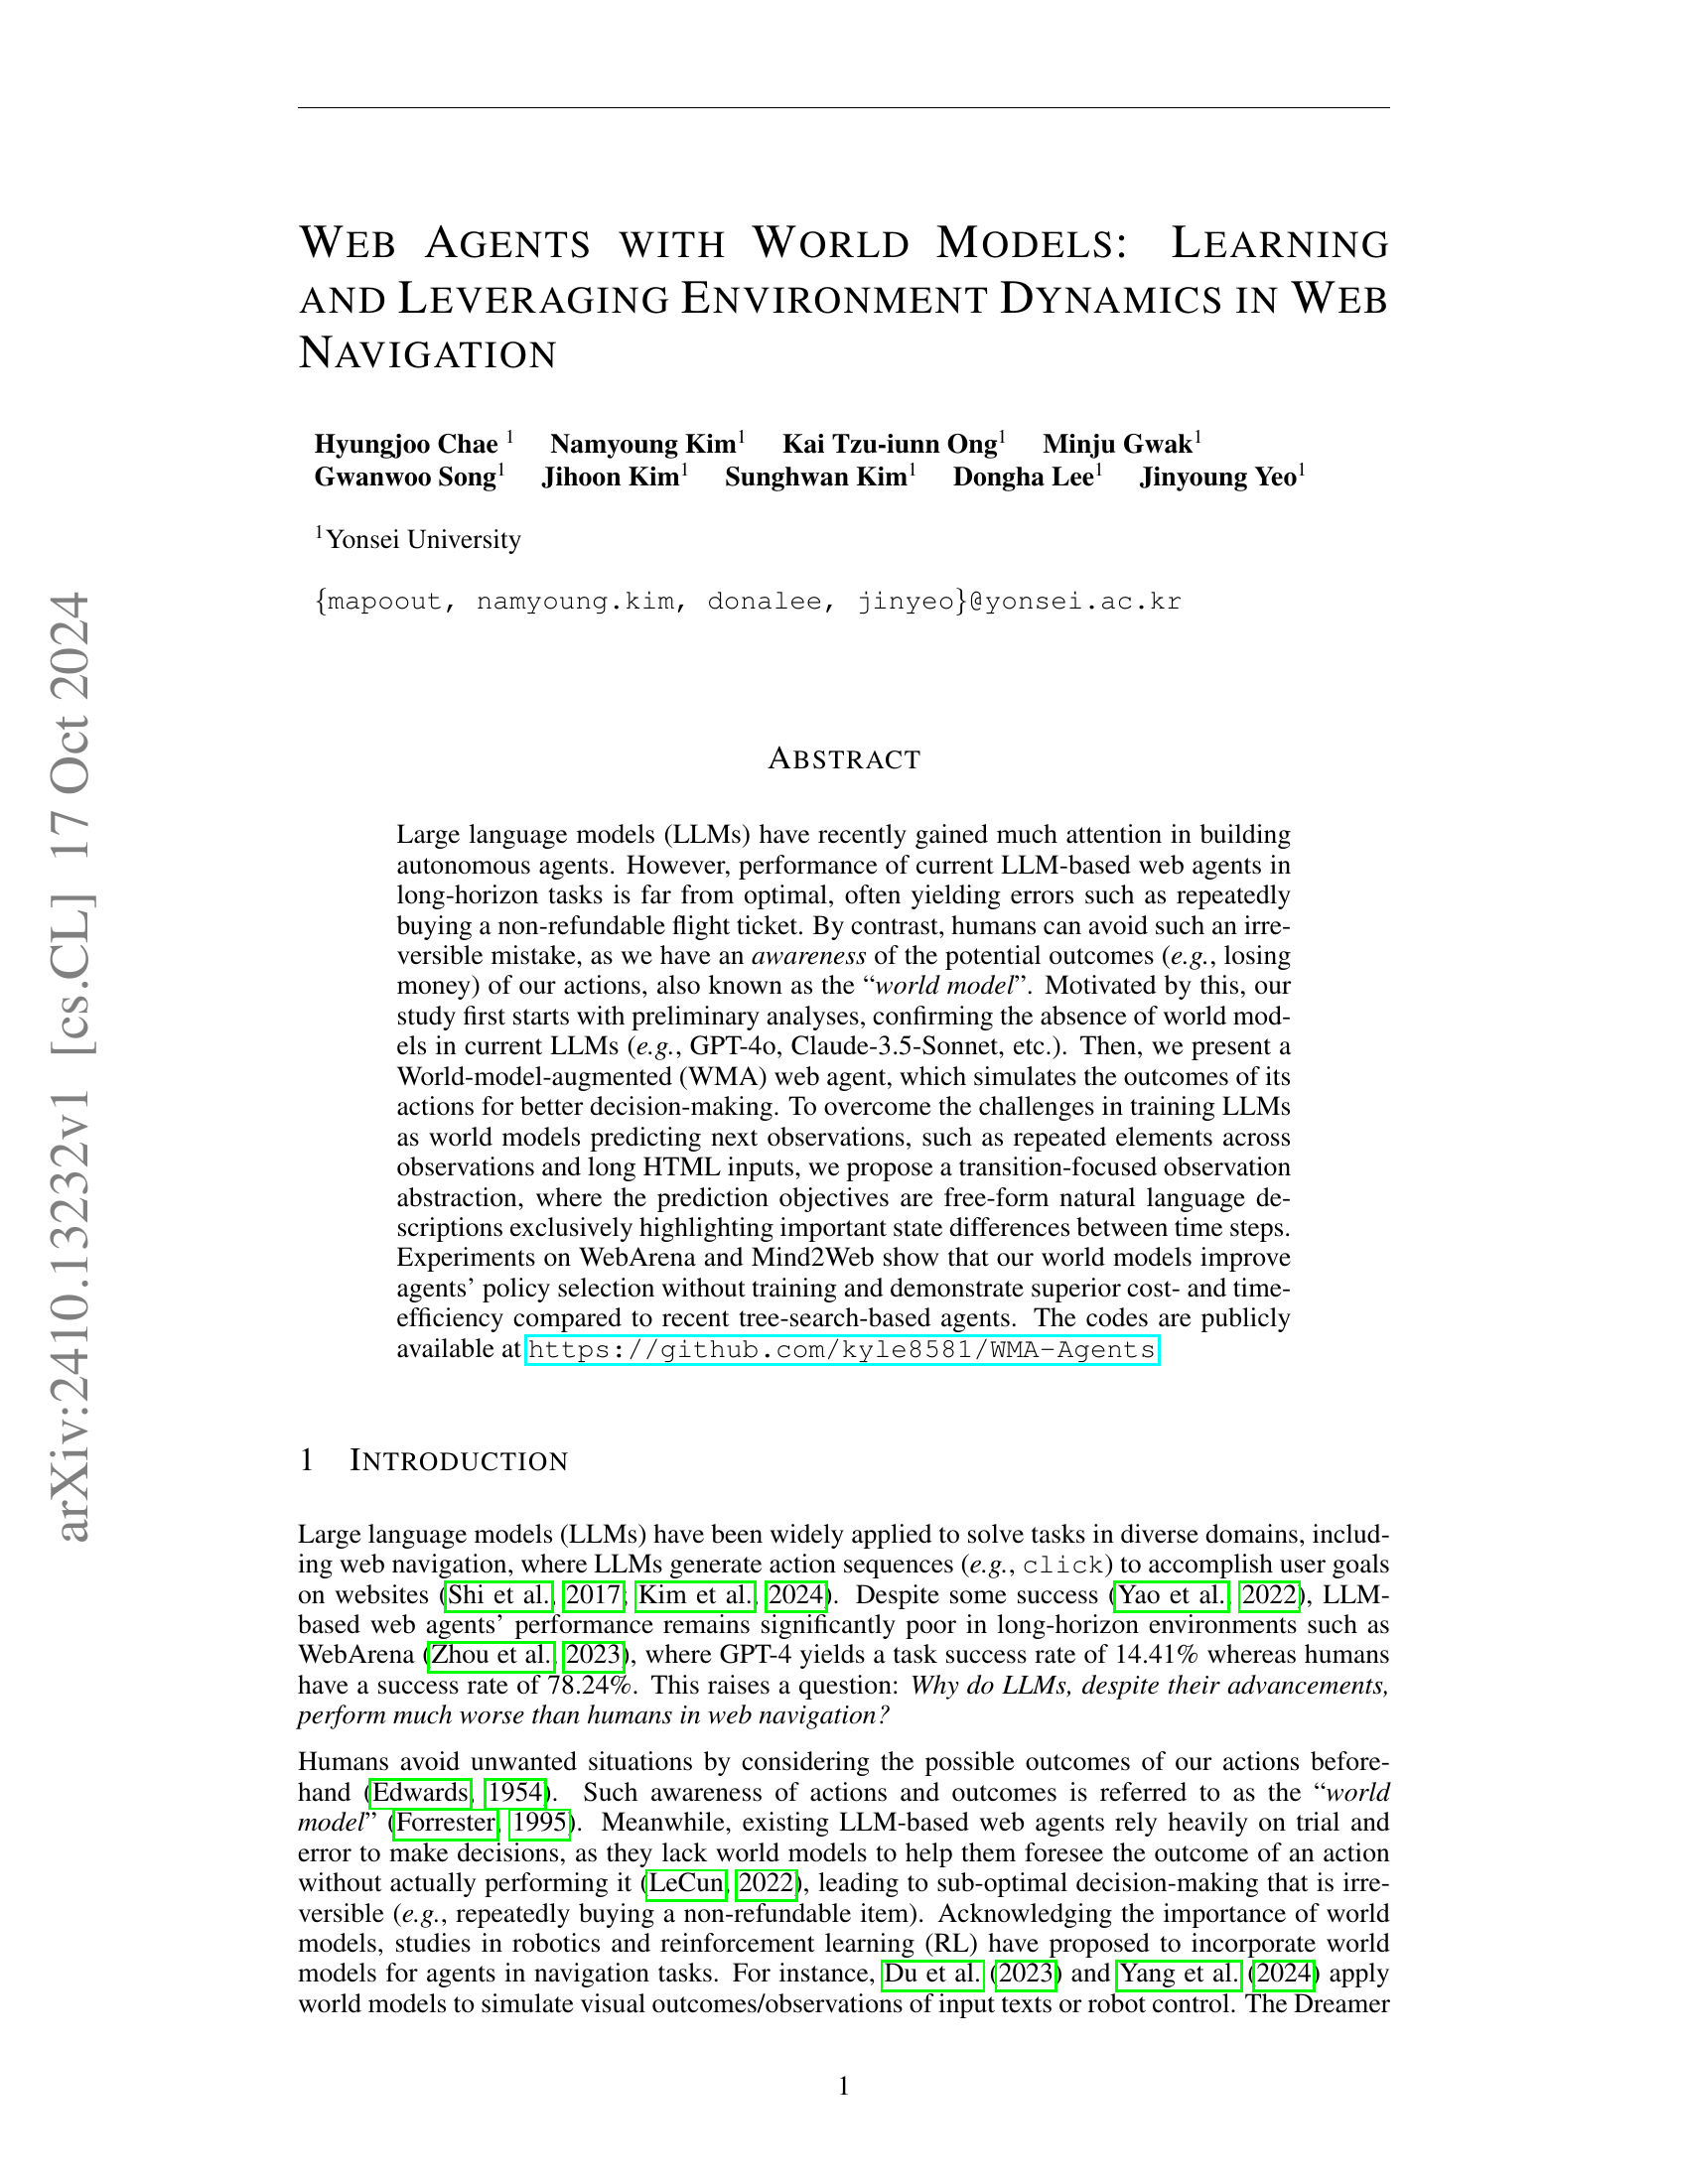 WEB AGENTS WITH WORLD MODELS: LEARNING
AND LEVERAGING ENVIRONMENT DYNAMICS IN WEB
NAVIGATION
Hyungjoo Chae 1 Namyoung Kim1 Kai Tzu-iunn Ong1 Minju Gwak1
Gwanwoo Song1 Jihoon Kim1 Sunghwan Kim1 Dongha Lee1 Jinyoung Yeo1
1Yonsei University
{mapoout, namyoung.kim, donalee, jinyeo}@yonsei.ac.kr
arXiv:2410.13232v1 [cs.CL] 17 Oct 2024
ABSTRACT
Large language models (LLMs) have recently gained much attention in building
autonomous agents. However, performance of current LLM-based web agents in
long-horizon tasks is far from optimal, often yielding errors such as repeatedly
buying a non-refundable flight ticket. By contrast, humans can avoid such an irre-
versible mistake, as we have an awareness of the potential outcomes (e.g., losing
money) of our actions, also known as the “world model”. Motivated by this, our
study first starts with preliminary analyses, confirming the absence of world mod-
els in current LLMs (e.g., GPT-4o, Claude-3.5-Sonnet, etc.). Then, we present a
World-model-augmented (WMA) web agent, which simulates the outcomes of its
actions for better decision-making. To overcome the challenges in training LLMs
as world models predicting next observations, such as repeated elements across
observations and long HTML inputs, we propose a transition-focused observation
abstraction, where the prediction objectives are free-form natural language de-
scriptions exclusively highlighting important state differences between time steps.
Experiments on WebArena and Mind2Web show that our world models improve
agents’ policy selection without training and demonstrate superior cost- and time-
efficiency compared to recent tree-search-based agents. The codes are publicly
available at https://github.com/kyle8581/WMA-Agents
1 INTRODUCTION
Large language models (LLMs) have been widely applied to solve tasks in diverse domains, includ-
ing web navigation, where LLMs generate action sequences (e.g., click) to accomplish user goals
on websites (Shi et al., 2017; Kim et al., 2024). Despite some success (Yao et al., 2022), LLM-
based web agents’ performance remains significantly poor in long-horizon environments such as
WebArena (Zhou et al., 2023), where GPT-4 yields a task success rate of 14.41% whereas humans
have a success rate of 78.24%. This raises a question: Why do LLMs, despite their advancements,
perform much worse than humans in web navigation?
Humans avoid unwanted situations by considering the possible outcomes of our actions before-
hand (Edwards, 1954). Such awareness of actions and outcomes is referred to as the “world
model” (Forrester, 1995). Meanwhile, existing LLM-based web agents rely heavily on trial and
error to make decisions, as they lack world models to help them foresee the outcome of an action
without actually performing it (LeCun, 2022), leading to sub-optimal decision-making that is irre-
versible (e.g., repeatedly buying a non-refundable item). Acknowledging the importance of world
models, studies in robotics and reinforcement learning (RL) have proposed to incorporate world
models for agents in navigation tasks. For instance, Du et al. (2023) and Yang et al. (2024) apply
world models to simulate visual outcomes/observations of input texts or robot control. The Dreamer
1